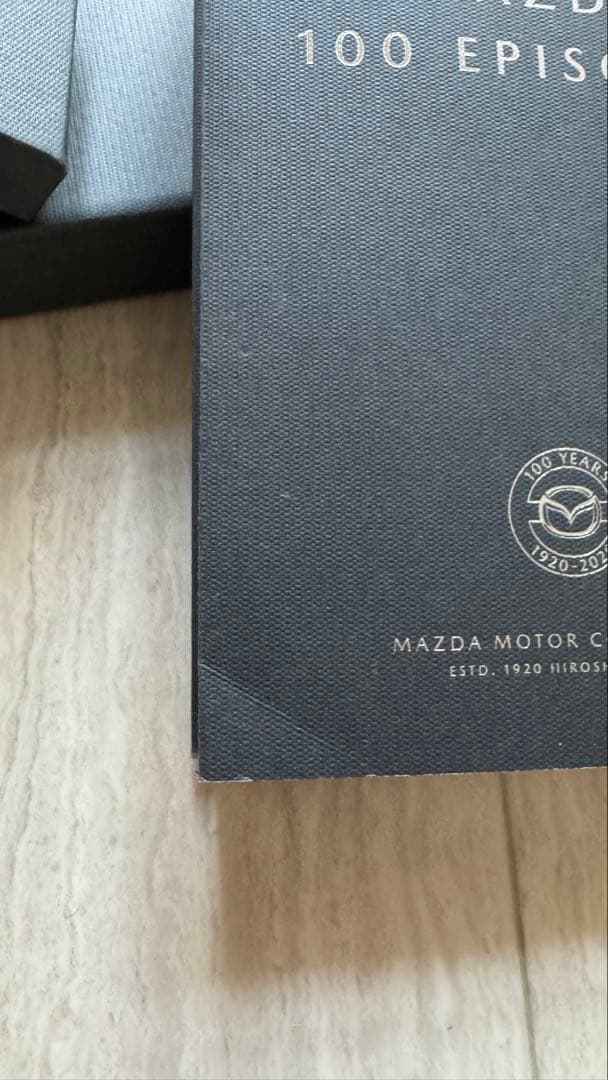 100 EPISO
100 YEARS
1920-202
MAZDA MOTOR C
ESTD. 1920 HIROSH